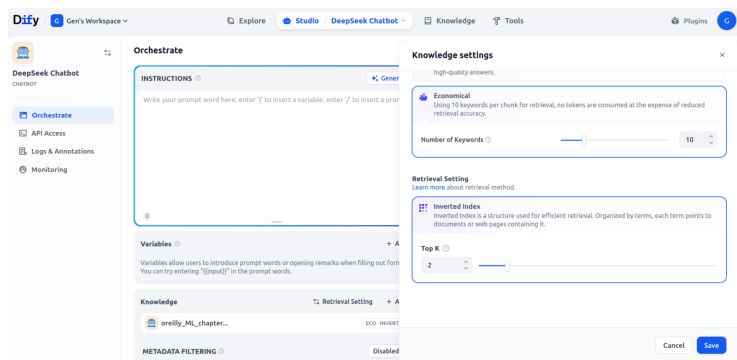 Dify / G Gen's Workspace
Explore
Studio / DeepSeek Chatbot
Knowledge
Tools
Plugins
G
DeepSeek Chatbot
CHATBOT
Orchestrate
API Access
Logs & Annotations
Monitoring
Orchestrate
INSTRUCTIONS
Gener
Write your prompt word here, enter '{' to insert a variable, enter '/' to insert a pror
0
Variables
+ A
Variables allow users to introduce prompt words or opening remarks when filling out forn
You can try entering "{{input}}" in the prompt words.
Knowledge
Retrieval Setting
+ A
oreilly_ML_chapter...
ECO · INVERT
METADATA FILTERING
Disabled
Knowledge settings
high-quality answers.
Economical
Using 10 keywords per chunk for retrieval, no tokens are consumed at the expense of reduced
retrieval accuracy.
Number of Keywords
10
Retrieval Setting
Learn more about retrieval method.
Inverted Index
Inverted Index is a structure used for efficient retrieval. Organized by terms, each term points to
documents or web pages containing it.
Top K
2
Cancel
Save